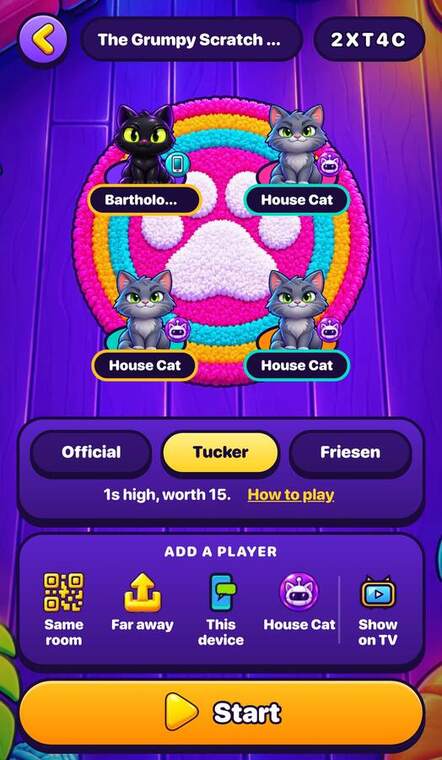 The Grumpy Scratch ...
2XT4C
Bartholo...
House Cat
House Cat
House Cat
Official
Tucker
Friesen
1s high, worth 15.
How to play
ADD A PLAYER
Same
room
Far away
This
device
House Cat
Show
on TV
Start